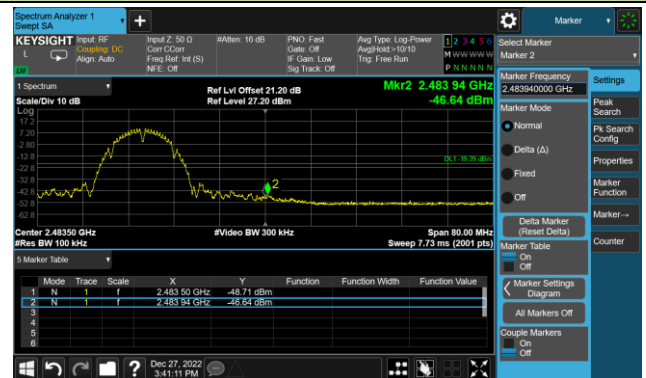 Spectrum Analyzer 1
Swept SA
+
Marker
KEYSIGHT
L
LXI
Input: RF
Coupling: DC
Align: Auto
Input Z: 50 Ω
Corr CCorr
Freq Ref: Int (S)
NFE: Off
#Atten: 16 dB
PNO: Fast
Gate: Off
IF Gain: Low
Sig Track: Off
Avg Type: Log-Power
Avg|Hold:>10/10
Trig: Free Run
1 2 3 4 5 6
M W W W W W
P N N N N N
Select Marker
Marker 2
1 Spectrum
Scale/Div 10 dB
Log
Ref Lvl Offset 21.20 dB
Ref Level 27.20 dBm
Mkr2 2.483 94 GHz
-46.64 dBm
17.2
7.20
-2.80
-12.8
-22.8
-32.8
-42.8
-52.8
-62.8
DL1 -19.39 dBm
2
Center 2.48350 GHz
#Res BW 100 kHz
#Video BW 300 kHz
Span 80.00 MHz
Sweep 7.73 ms (2001 pts)
5 Marker Table
Mode Trace Scale X Y Function Function Width Function Value
1 N 1 f 2.483 50 GHz -48.71 dBm
2 N 1 f 2.483 94 GHz -46.64 dBm
3
4
5
6
Marker Frequency
2.483940000 GHz
Marker Mode
Normal
Delta (Δ)
Fixed
Off
Delta Marker
(Reset Delta)
Marker Table
On
Off
Marker Settings
Diagram
All Markers Off
Couple Markers
On
Off
Settings
Peak
Search
Pk Search
Config
Properties
Marker
Function
Marker→
Counter
?
Dec 27, 2022
3:41:11 PM